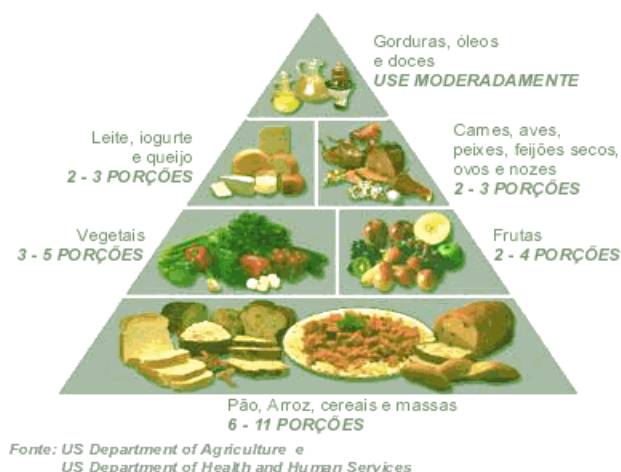 Gorduras, óleos
e doces
USE MODERADAMENTE
Leite, iogurte
e queijo
2 - 3 PORÇÕES
Carnes, aves,
peixes, feijões secos,
ovos e nozes
2 - 3 PORÇÕES
Vegetais
3 - 5 PORÇÕES
Frutas
2 - 4 PORÇÕES
Pão, Arroz, cereais e massas
6 - 11 PORÇÕES
Fonte: US Department of Agriculture e
US Department of Health and Human Services